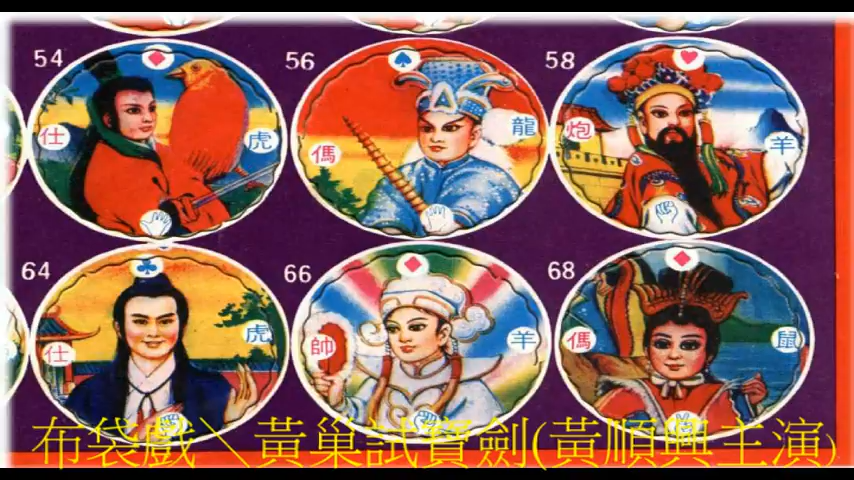 54 56 58
仕 虎 傌 龍 炮 羊
64 66 68
仕 虎 帥 羊 傌 鼠
布袋戲╲黃巢試寶劍(黃順興主演)